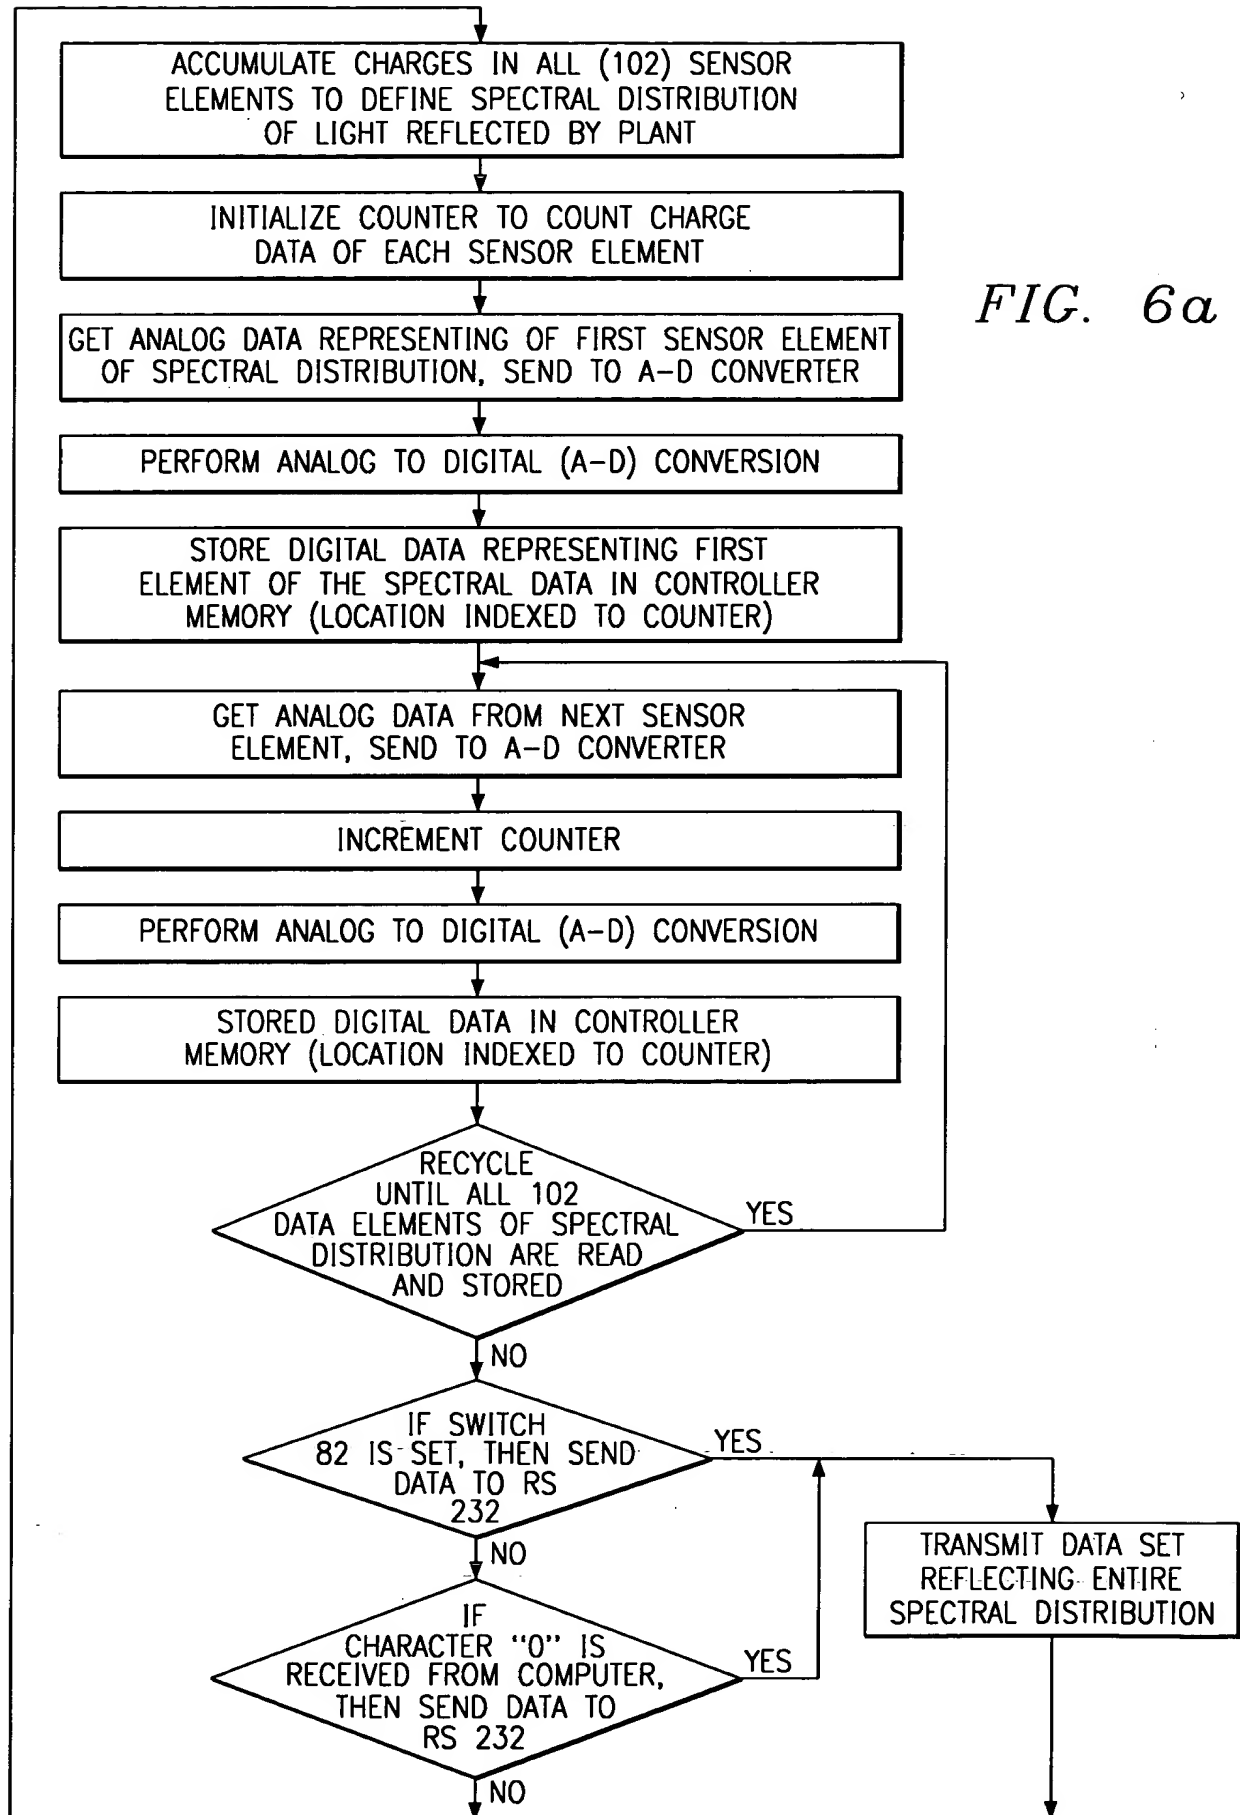 ACCUMULATE CHARGES IN ALL (102) SENSOR
ELEMENTS TO DEFINE SPECTRAL DISTRIBUTION
OF LIGHT REFLECTED BY PLANT
INITIALIZE COUNTER TO COUNT CHARGE
DATA OF EACH SENSOR ELEMENT
FIG. 6a
GET ANALOG DATA REPRESENTING OF FIRST SENSOR ELEMENT
OF SPECTRAL DISTRIBUTION, SEND TO A-D CONVERTER
PERFORM ANALOG TO DIGITAL (A-D) CONVERSION
STORE DIGITAL DATA REPRESENTING FIRST
ELEMENT OF THE SPECTRAL DATA IN CONTROLLER
MEMORY (LOCATION INDEXED TO COUNTER)
GET ANALOG DATA FROM NEXT SENSOR
ELEMENT, SEND TO A-D CONVERTER
INCREMENT COUNTER
PERFORM ANALOG TO DIGITAL (A-D) CONVERSION
STORED DIGITAL DATA IN CONTROLLER
MEMORY (LOCATION INDEXED TO COUNTER)
RECYCLE
UNTIL ALL 102
DATA ELEMENTS OF SPECTRAL
DISTRIBUTION ARE READ
AND STORED
YES
NO
IF SWITCH
82 IS SET, THEN SEND
DATA TO RS
232
YES
NO
TRANSMIT DATA SET
REFLECTING ENTIRE
SPECTRAL DISTRIBUTION
IF
CHARACTER "0" IS
RECEIVED FROM COMPUTER,
THEN SEND DATA TO
RS 232
YES
NO